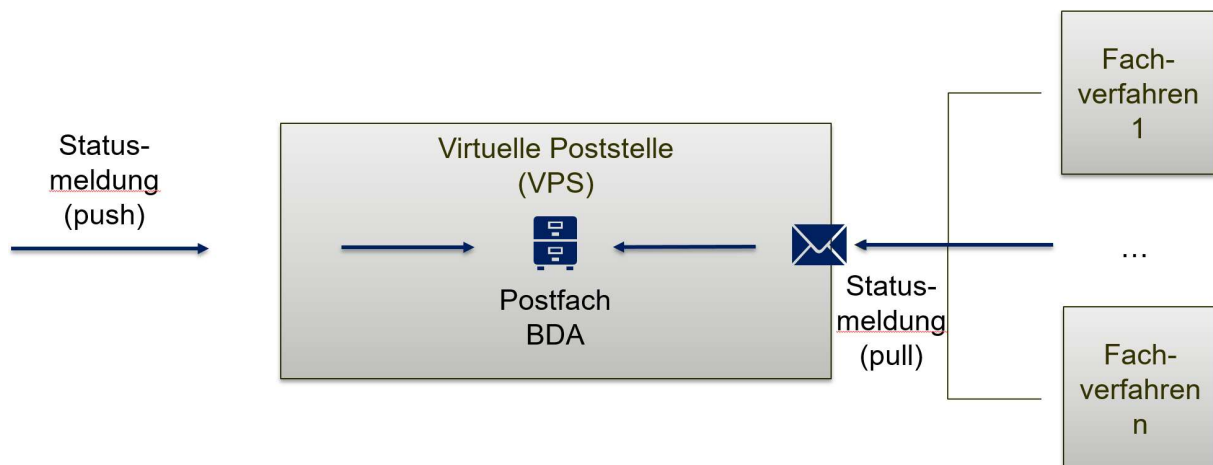 Status-
meldung
(push)
Virtuelle Poststelle
(VPS)
Postfach
BDA
Status-
meldung
(pull)
Fach-
verfahren
1
...
Fach-
verfahren
n